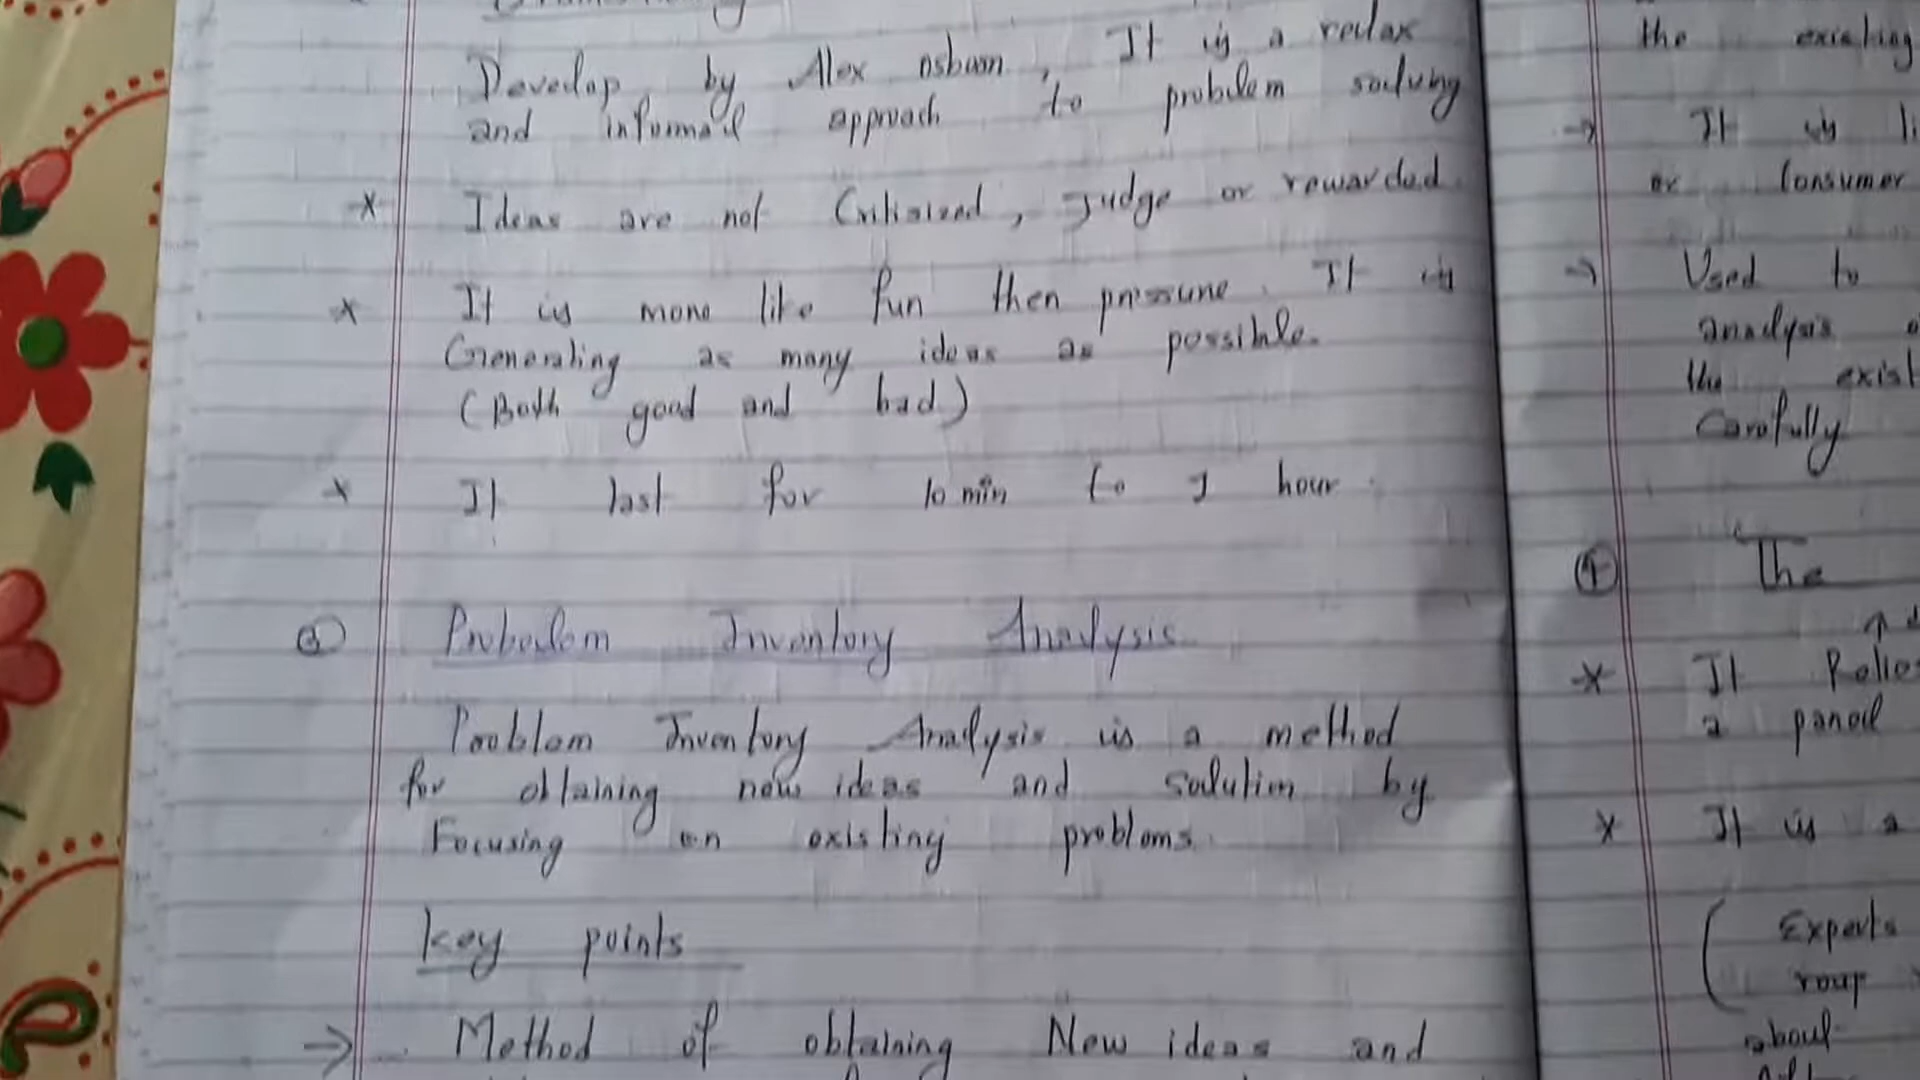 Develop by Alex osborn, It is a relax
and informal approach to problem solving
* Ideas are not Critisized, Judge or rewarded
* It is more like fun then pressure. It is
Generating as many ideas as possible.
(Both good and bad)
* It last for 10 min to 1 hour.
③ Problem Inventory Analysis
Problem Inventory Analysis is a method
for obtaining new ideas and solution by
Focusing on existing problems.
key points
→ Method of obtaining New ideas and
the existing
→ It is li
or Consumer
→ Used to
analysis o
the exist
Carefully
④ The
* It Relies
a panel
* It is a
( Experts
roup
about